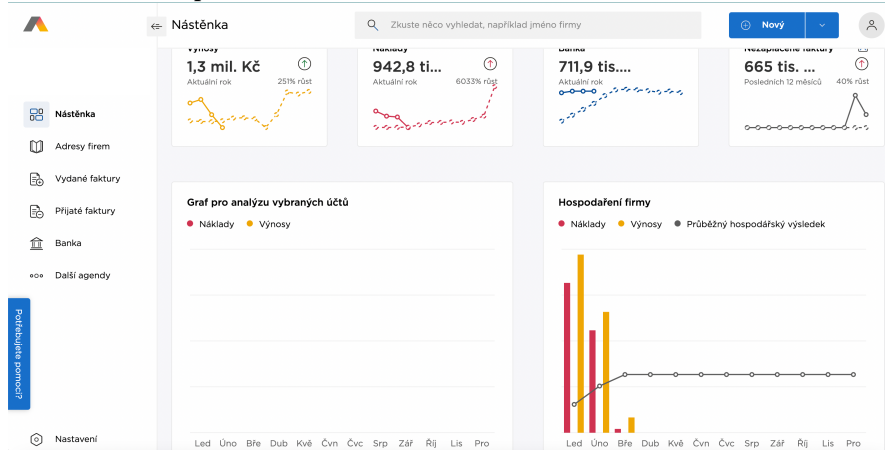 Nástěnka
Zkuste něco vyhledat, například jméno firmy
Nový
Výnosy
Náklady
Banka
Nezaplacené faktury
1,3 mil. Kč
942,8 ti...
711,9 tis....
665 tis. ...
Aktuální rok
251% růst
Aktuální rok
6033% růst
Aktuální rok
Posledních 12 měsíců
40% růst
Nástěnka
Adresy firem
Vydané faktury
Přijaté faktury
Banka
Další agendy
Potřebujete pomoci?
Nastavení
Graf pro analýzu vybraných účtů
Náklady
Výnosy
Led Úno Bře Dub Kvě Čvn Čvc Srp Zář Říj Lis Pro
Hospodaření firmy
Náklady
Výnosy
Průběžný hospodářský výsledek
Led Úno Bře Dub Kvě Čvn Čvc Srp Zář Říj Lis Pro